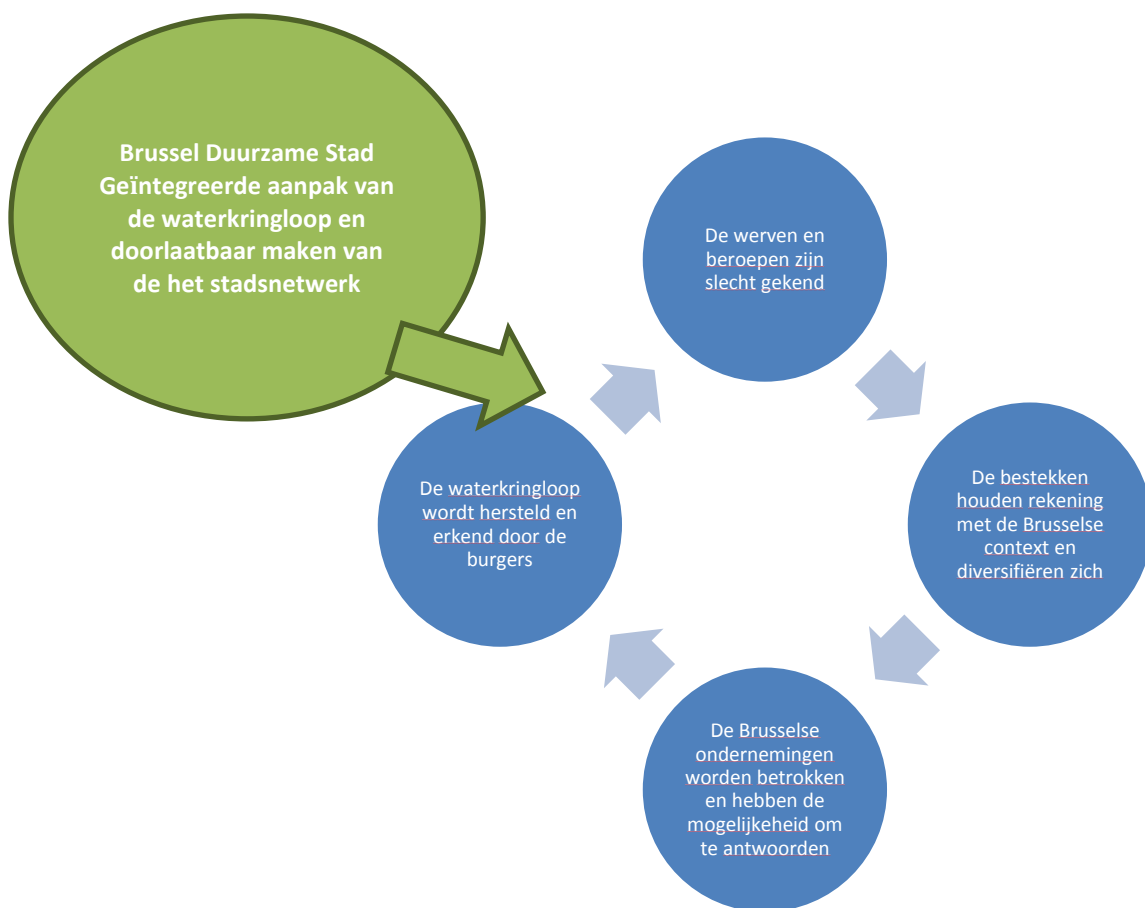 Brussel Duurzame Stad
Geïntegreerde aanpak van
de waterkringloop en
doorlaatbaar maken van
de het stadsnetwerk
De werven en
beroepen zijn
slecht gekend
De bestekken
houden rekening
met de Brusselse
context en
diversifiëren zich
De Brusselse
ondernemingen
worden betrokken
en hebben de
mogelijkeheid om
te antwoorden
De waterkringloop
wordt hersteld en
erkend door de
burgers